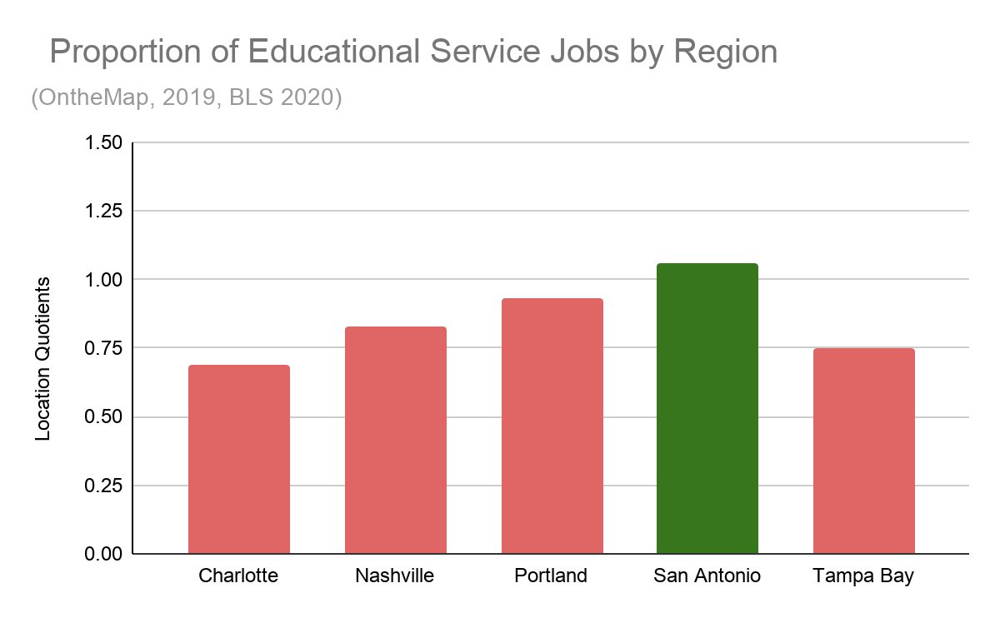 Proportion of Educational Service Jobs by Region
(OntheMap, 2019, BLS 2020)
1.50
1.25
1.00
0.75
0.50
0.25
0.00
Location Quotients
Charlotte
Nashville
Portland
San Antonio
Tampa Bay